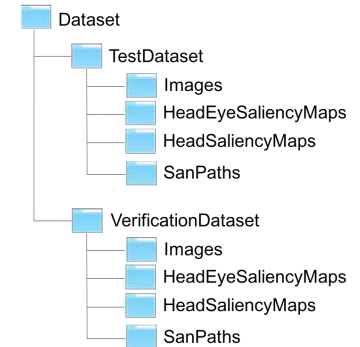 Dataset
TestDataset
Images
HeadEyeSaliencyMaps
HeadSaliencyMaps
SanPaths
VerificationDataset
Images
HeadEyeSaliencyMaps
HeadSaliencyMaps
SanPaths